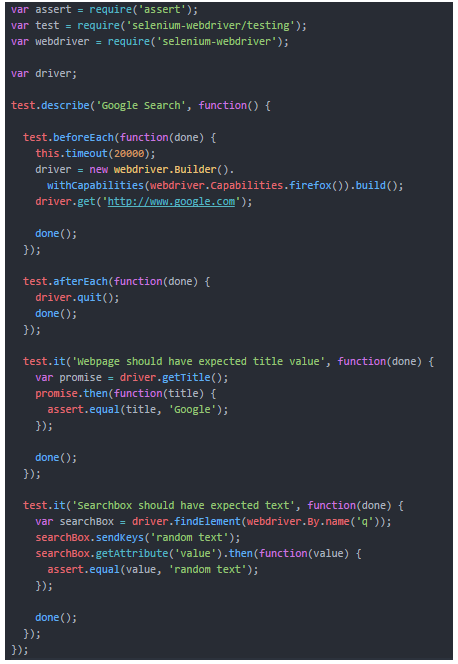 var assert = require('assert');
var test = require('selenium-webdriver/testing');
var webdriver = require('selenium-webdriver');

var driver;

test.describe('Google Search', function() {

  test.beforeEach(function(done) {
    this.timeout(20000);
    driver = new webdriver.Builder().
      withCapabilities(webdriver.Capabilities.firefox()).build();
    driver.get('http://www.google.com');

    done();
  });

  test.afterEach(function(done) {
    driver.quit();
    done();
  });

  test.it('Webpage should have expected title value', function(done) {
    var promise = driver.getTitle();
    promise.then(function(title) {
      assert.equal(title, 'Google');
    });

    done();
  });

  test.it('Searchbox should have expected text', function(done) {
    var searchBox = driver.findElement(webdriver.By.name('q'));
    searchBox.sendKeys('random text');
    searchBox.getAttribute('value').then(function(value) {
      assert.equal(value, 'random text');
    });

    done();
  });
});